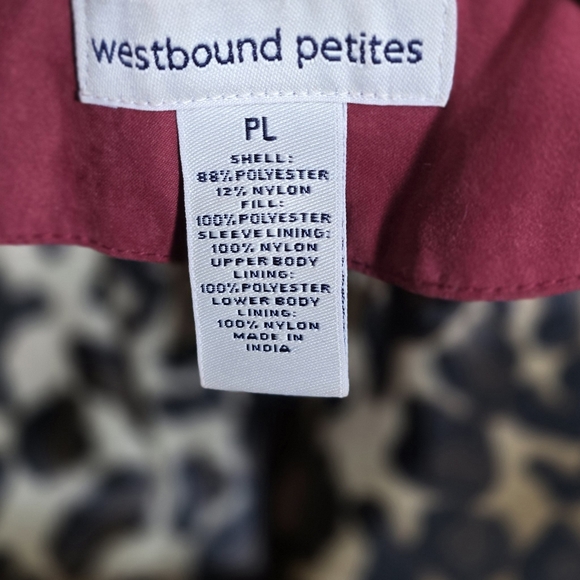 westbound petites
PL
SHELL:
88% POLYESTER
12% NYLON
FILL:
100% POLYESTER
SLEEVE LINING:
100% NYLON
UPPER BODY
LINING:
100% POLYESTER
LOWER BODY
LINING:
100% NYLON
MADE IN
INDIA